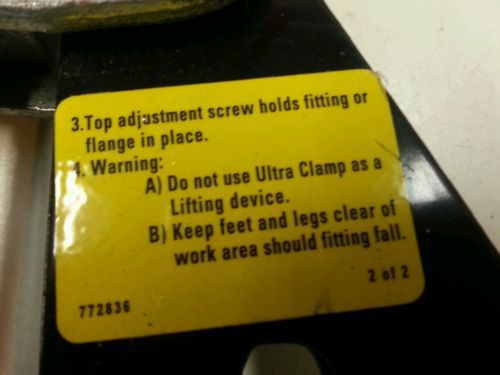 3.Top adjustment screw holds fitting or
flange in place.
4. Warning:
A) Do not use Ultra Clamp as a
Lifting device.
B) Keep feet and legs clear of
work area should fitting fall.
2 of 2
772836